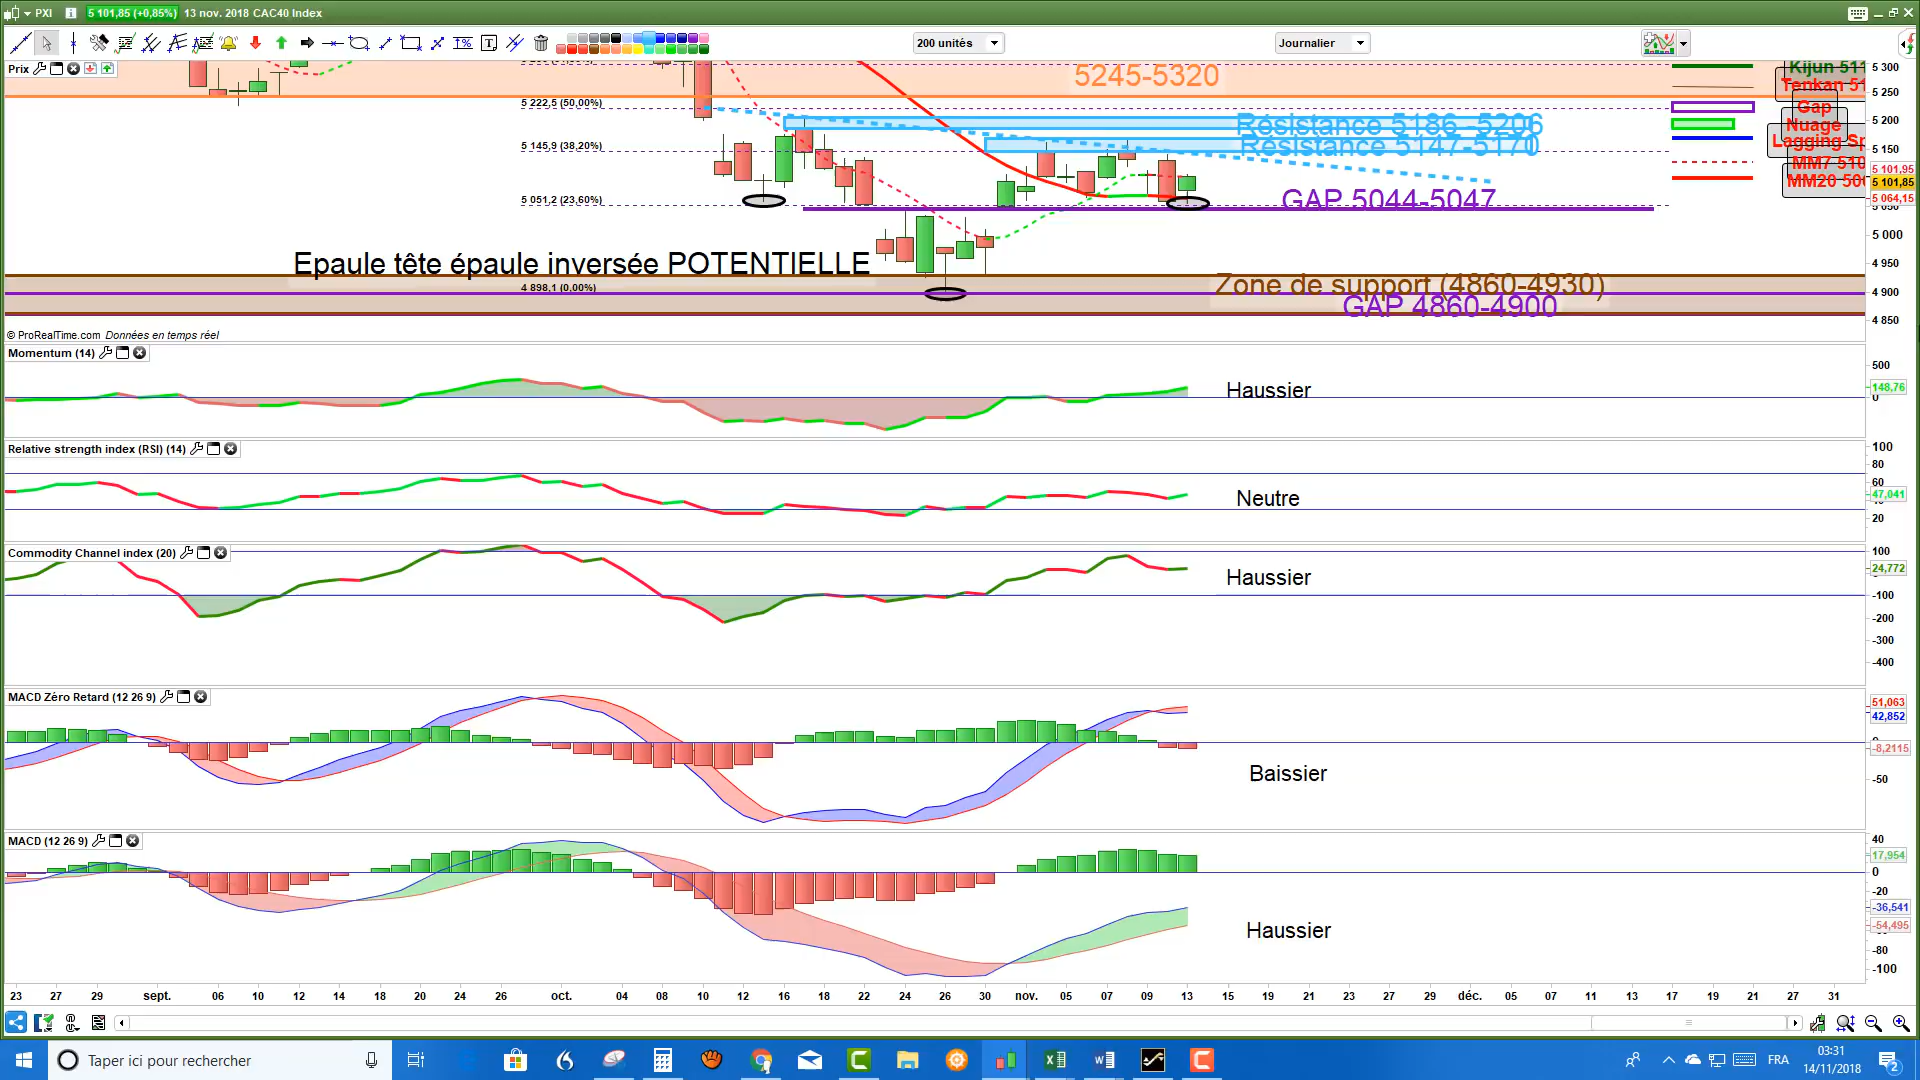 PXI 5 101,85 (+0,85%) 13 nov. 2018 CAC40 Index
200 unités
Journalier
Prix
5245-5320
5 222,5 (50,00%)
Résistance 5186 -5206
5 145,9 (38,20%)
Résistance 5147-5170
5 051,2 (23,60%)
GAP 5044-5047
Epaule tête épaule inversée POTENTIELLE
4 898,1 (0,00%)
Zone de support (4860-4930)
GAP 4860-4900
Kijun 511
Tenkan 51
Gap
Nuage
Lagging Sp
MM7 510
MM20 50
5 300
5 250
5 200
5 150
5 101,95
5 101,85
5 064,15
5 050
5 000
4 950
4 900
4 850
© ProRealTime.com Données en temps réel
Momentum (14)
Haussier
500
148,76
0
Relative strength index (RSI) (14)
Neutre
100
80
60
47,041
20
Commodity Channel index (20)
Haussier
100
24,772
-100
-200
-300
-400
MACD Zéro Retard (12 26 9)
Baissier
51,063
42,852
-8,2115
-50
MACD (12 26 9)
Haussier
40
17,954
0
-20
-36,541
-54,495
-80
-100
23 27 29 sept. 06 10 12 14 18 20 24 26 oct. 04 08 10 12 16 18 22 24 26 30 nov. 05 07 09 13 15 19 21 23 27 29 déc. 05 07 11 13 17 19 21 27 31
Taper ici pour rechercher
FRA
03:31
14/11/2018
2